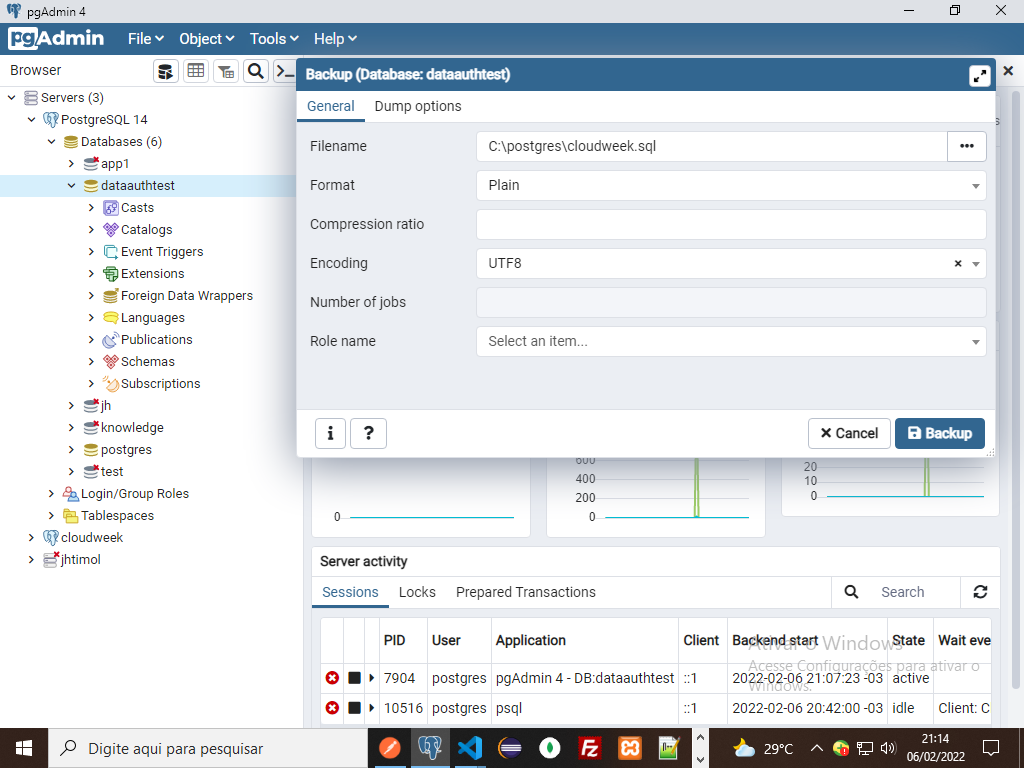 pgAdmin 4
pgAdmin File Object Tools Help
Browser
Servers (3)
PostgreSQL 14
Databases (6)
app1
dataauthtest
Casts
Catalogs
Event Triggers
Extensions
Foreign Data Wrappers
Languages
Publications
Schemas
Subscriptions
jh
knowledge
postgres
test
Login/Group Roles
Tablespaces
cloudweek
jhtimol
Backup (Database: dataauthtest)
General Dump options
Filename C:\postgres\cloudweek.sql
Format Plain
Compression ratio
Encoding UTF8
Number of jobs
Role name Select an item...
i ? Cancel Backup
0
600
400
200
0
20
10
0
Server activity
Sessions Locks Prepared Transactions Search
PID User Application Client Backend start State Wait eve
7904 postgres pgAdmin 4 - DB:dataauthtest ::1 2022-02-06 21:07:23 -03 active
10516 postgres psql ::1 2022-02-06 20:42:00 -03 idle Client: C
Ativar o Windows
Acesse Configurações para ativar o
Windows.
Digite aqui para pesquisar
29°C
21:14
06/02/2022